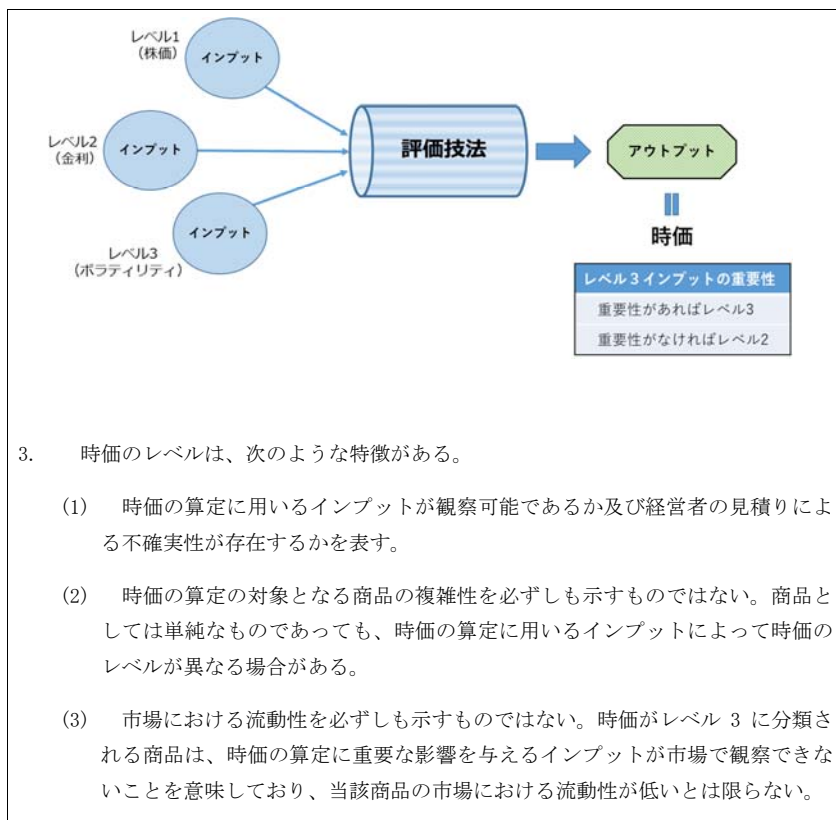 レベル1
(株価)
インプット
レベル2
(金利)
インプット
レベル3
(ボラティリティ)
インプット
評価技法
アウトプット
時価
レベル3インプットの重要性
重要性があればレベル3
重要性がなければレベル2
3. 時価のレベルは、次のような特徴がある。
(1) 時価の算定に用いるインプットが観察可能であるか及び経営者の見積りによ
る不確実性が存在するかを表す。
(2) 時価の算定の対象となる商品の複雑性を必ずしも示すものではない。商品と
しては単純なものであっても、時価の算定に用いるインプットによって時価の
レベルが異なる場合がある。
(3) 市場における流動性を必ずしも示すものではない。時価がレベル 3 に分類さ
れる商品は、時価の算定に重要な影響を与えるインプットが市場で観察できな
いことを意味しており、当該商品の市場における流動性が低いとは限らない。